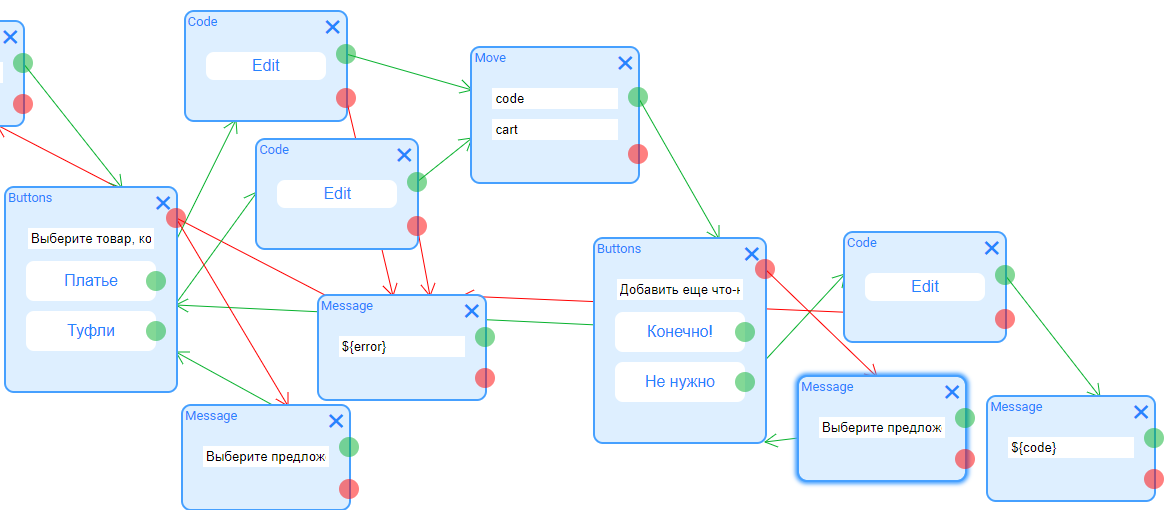 Code
Edit
Move
code
cart
Code
Edit
Buttons
Выберите товар, ко
Платье
Туфли
Message
${error}
Message
Выберите предлож
Buttons
Добавить еще что-
Конечно!
Не нужно
Code
Edit
Message
Выберите предлож
Message
${code}